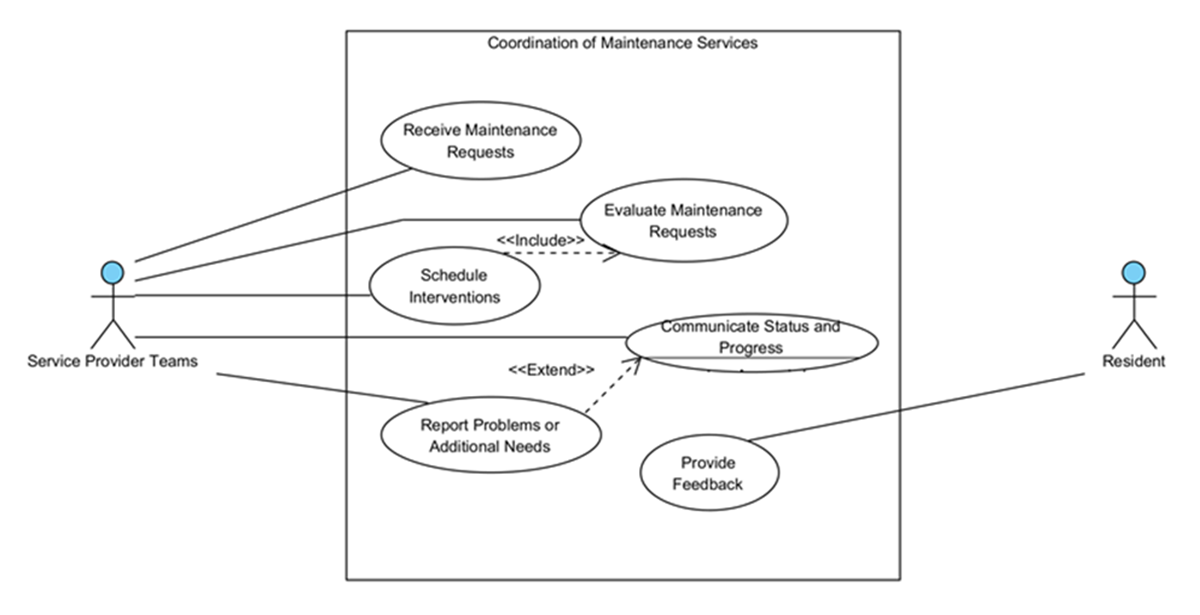 Coordination of Maintenance Services
Receive Maintenance
Requests
Evaluate Maintenance
Requests
<<Include>>
Schedule
Interventions
Communicate Status and
Progress
Service Provider Teams
Resident
<<Extend>>
Report Problems or
Additional Needs
Provide
Feedback